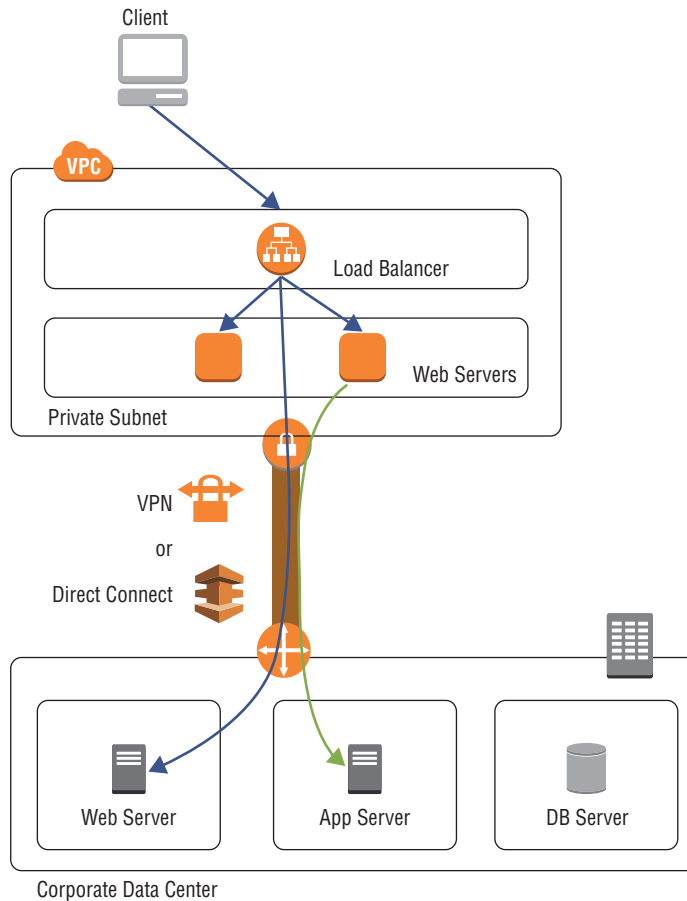 Client
VPC
Load Balancer
Web Servers
Private Subnet
VPN
or
Direct Connect
Web Server
App Server
DB Server
Corporate Data Center